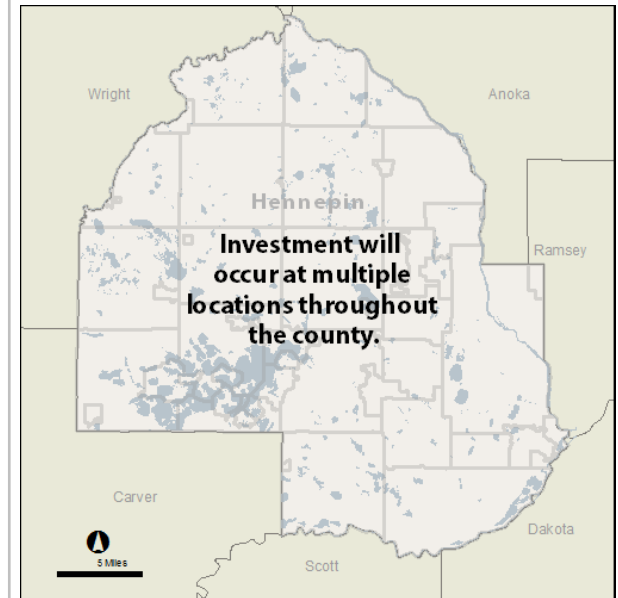 Wright
Anoka
Hennepin
Investment will
occur at multiple
locations throughout
the county.
Ramsey
Carver
5 Miles
Scott
Dakota